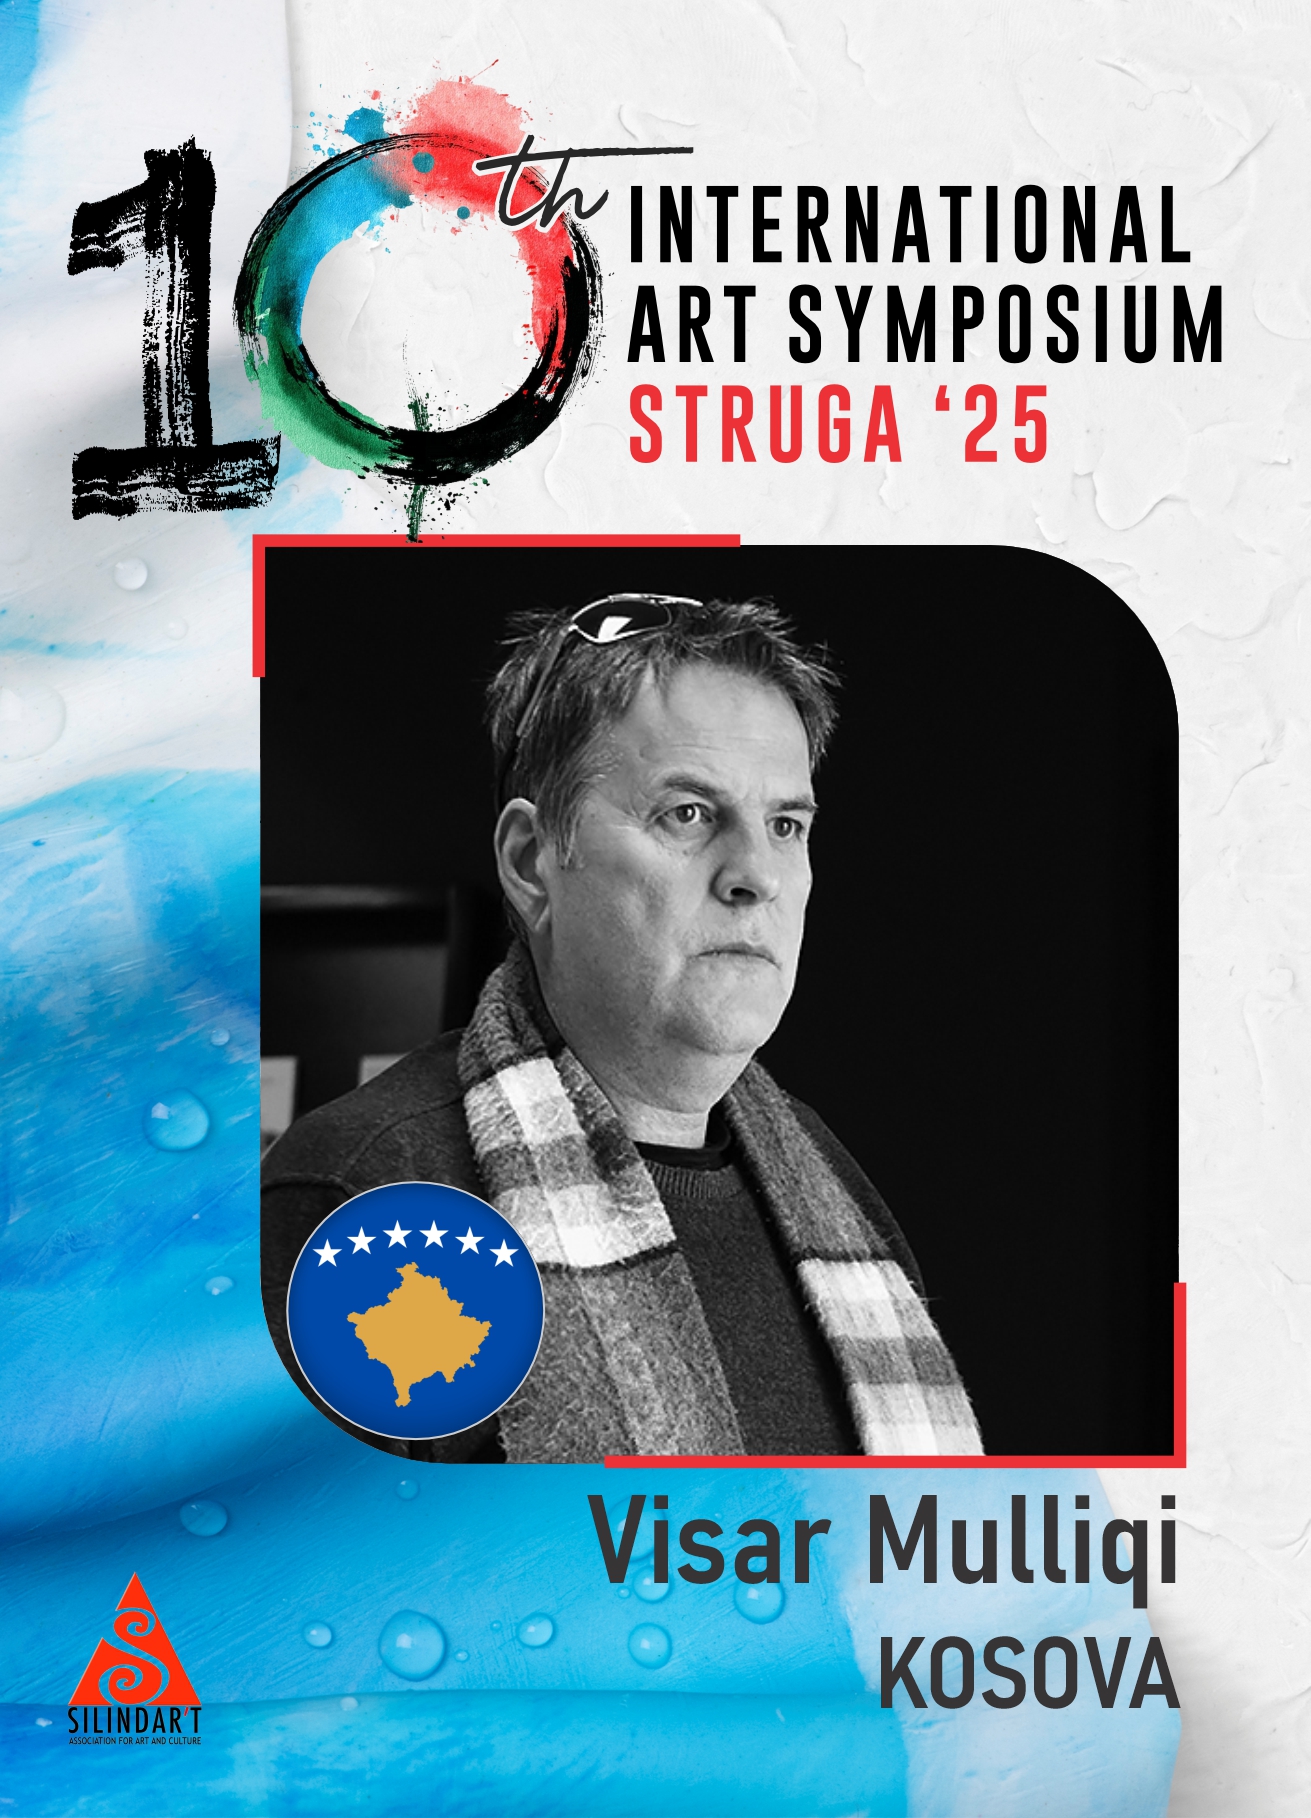 10th
INTERNATIONAL
ART SYMPOSIUM
STRUGA ‘25
Visar Mulliqi
KOSOVA
SILINDAR'T
ASSOCIATION FOR ART AND CULTURE